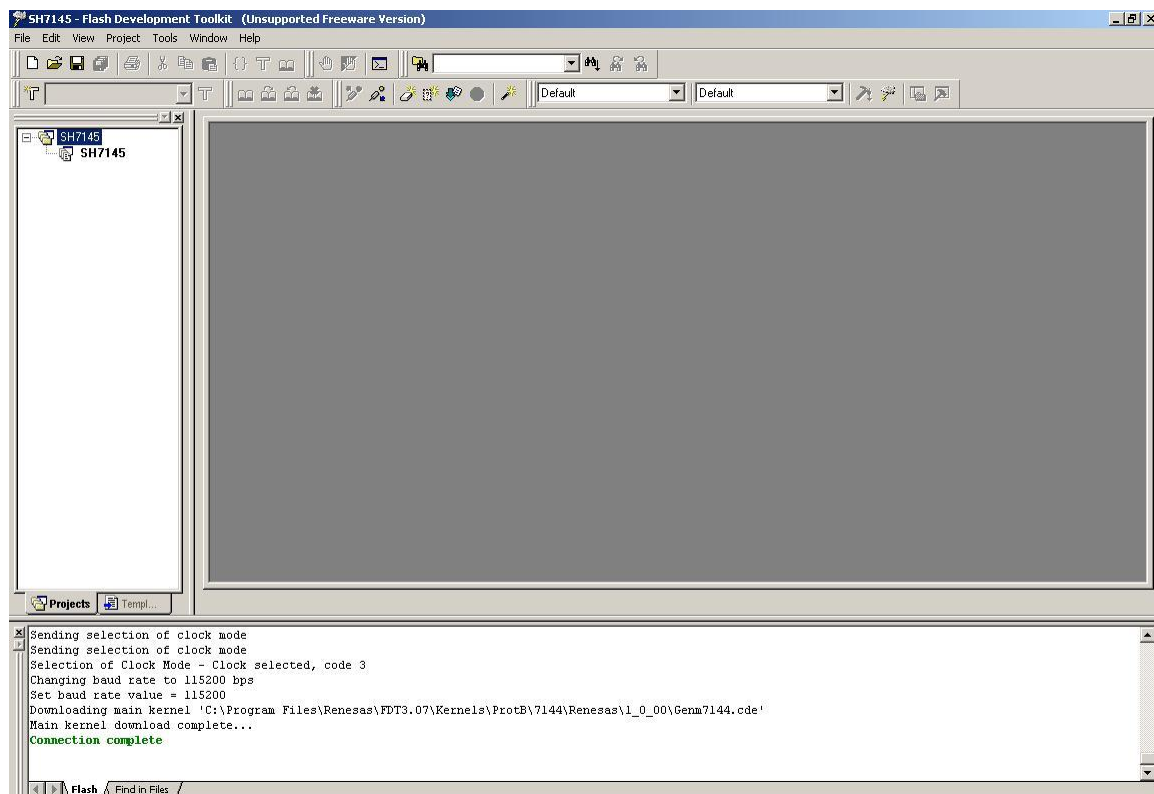 SH7145 - Flash Development Toolkit (Unsupported Freeware Version)
File Edit View Project Tools Window Help
Default Default
SH7145
SH7145
Projects Templ...
Sending selection of clock mode
Sending selection of clock mode
Selection of Clock Mode - Clock selected, code 3
Changing baud rate to 115200 bps
Set baud rate value = 115200
Downloading main kernel 'C:\Program Files\Renesas\FDT3.07\Kernels\ProtB\7144\Renesas\1_0_00\Genm7144.cde'
Main kernel download complete...
Connection complete
Flash Find in Files